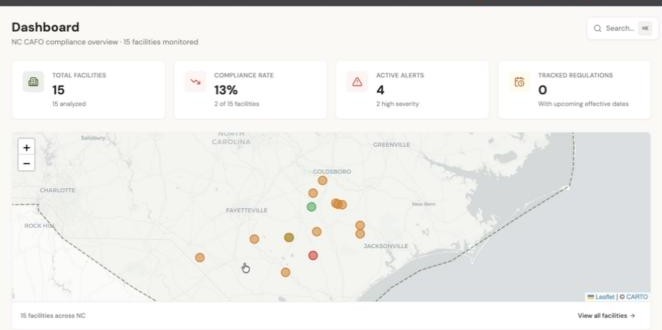 Dashboard
NC CAFO compliance overview · 15 facilities monitored
Search...
TOTAL FACILITIES
15
15 analyzed
COMPLIANCE RATE
13%
2 of 15 facilities
ACTIVE ALERTS
4
2 high severity
TRACKED REGULATIONS
0
With upcoming effective dates
+
−
Salisbury
NORTH
CAROLINA
GREENVILLE
GOLDSBORO
CHARLOTTE
New Bern
FAYETTEVILLE
ROCK HILL
JACKSONVILLE
Leaflet | © CARTO
15 facilities across NC
View all facilities →